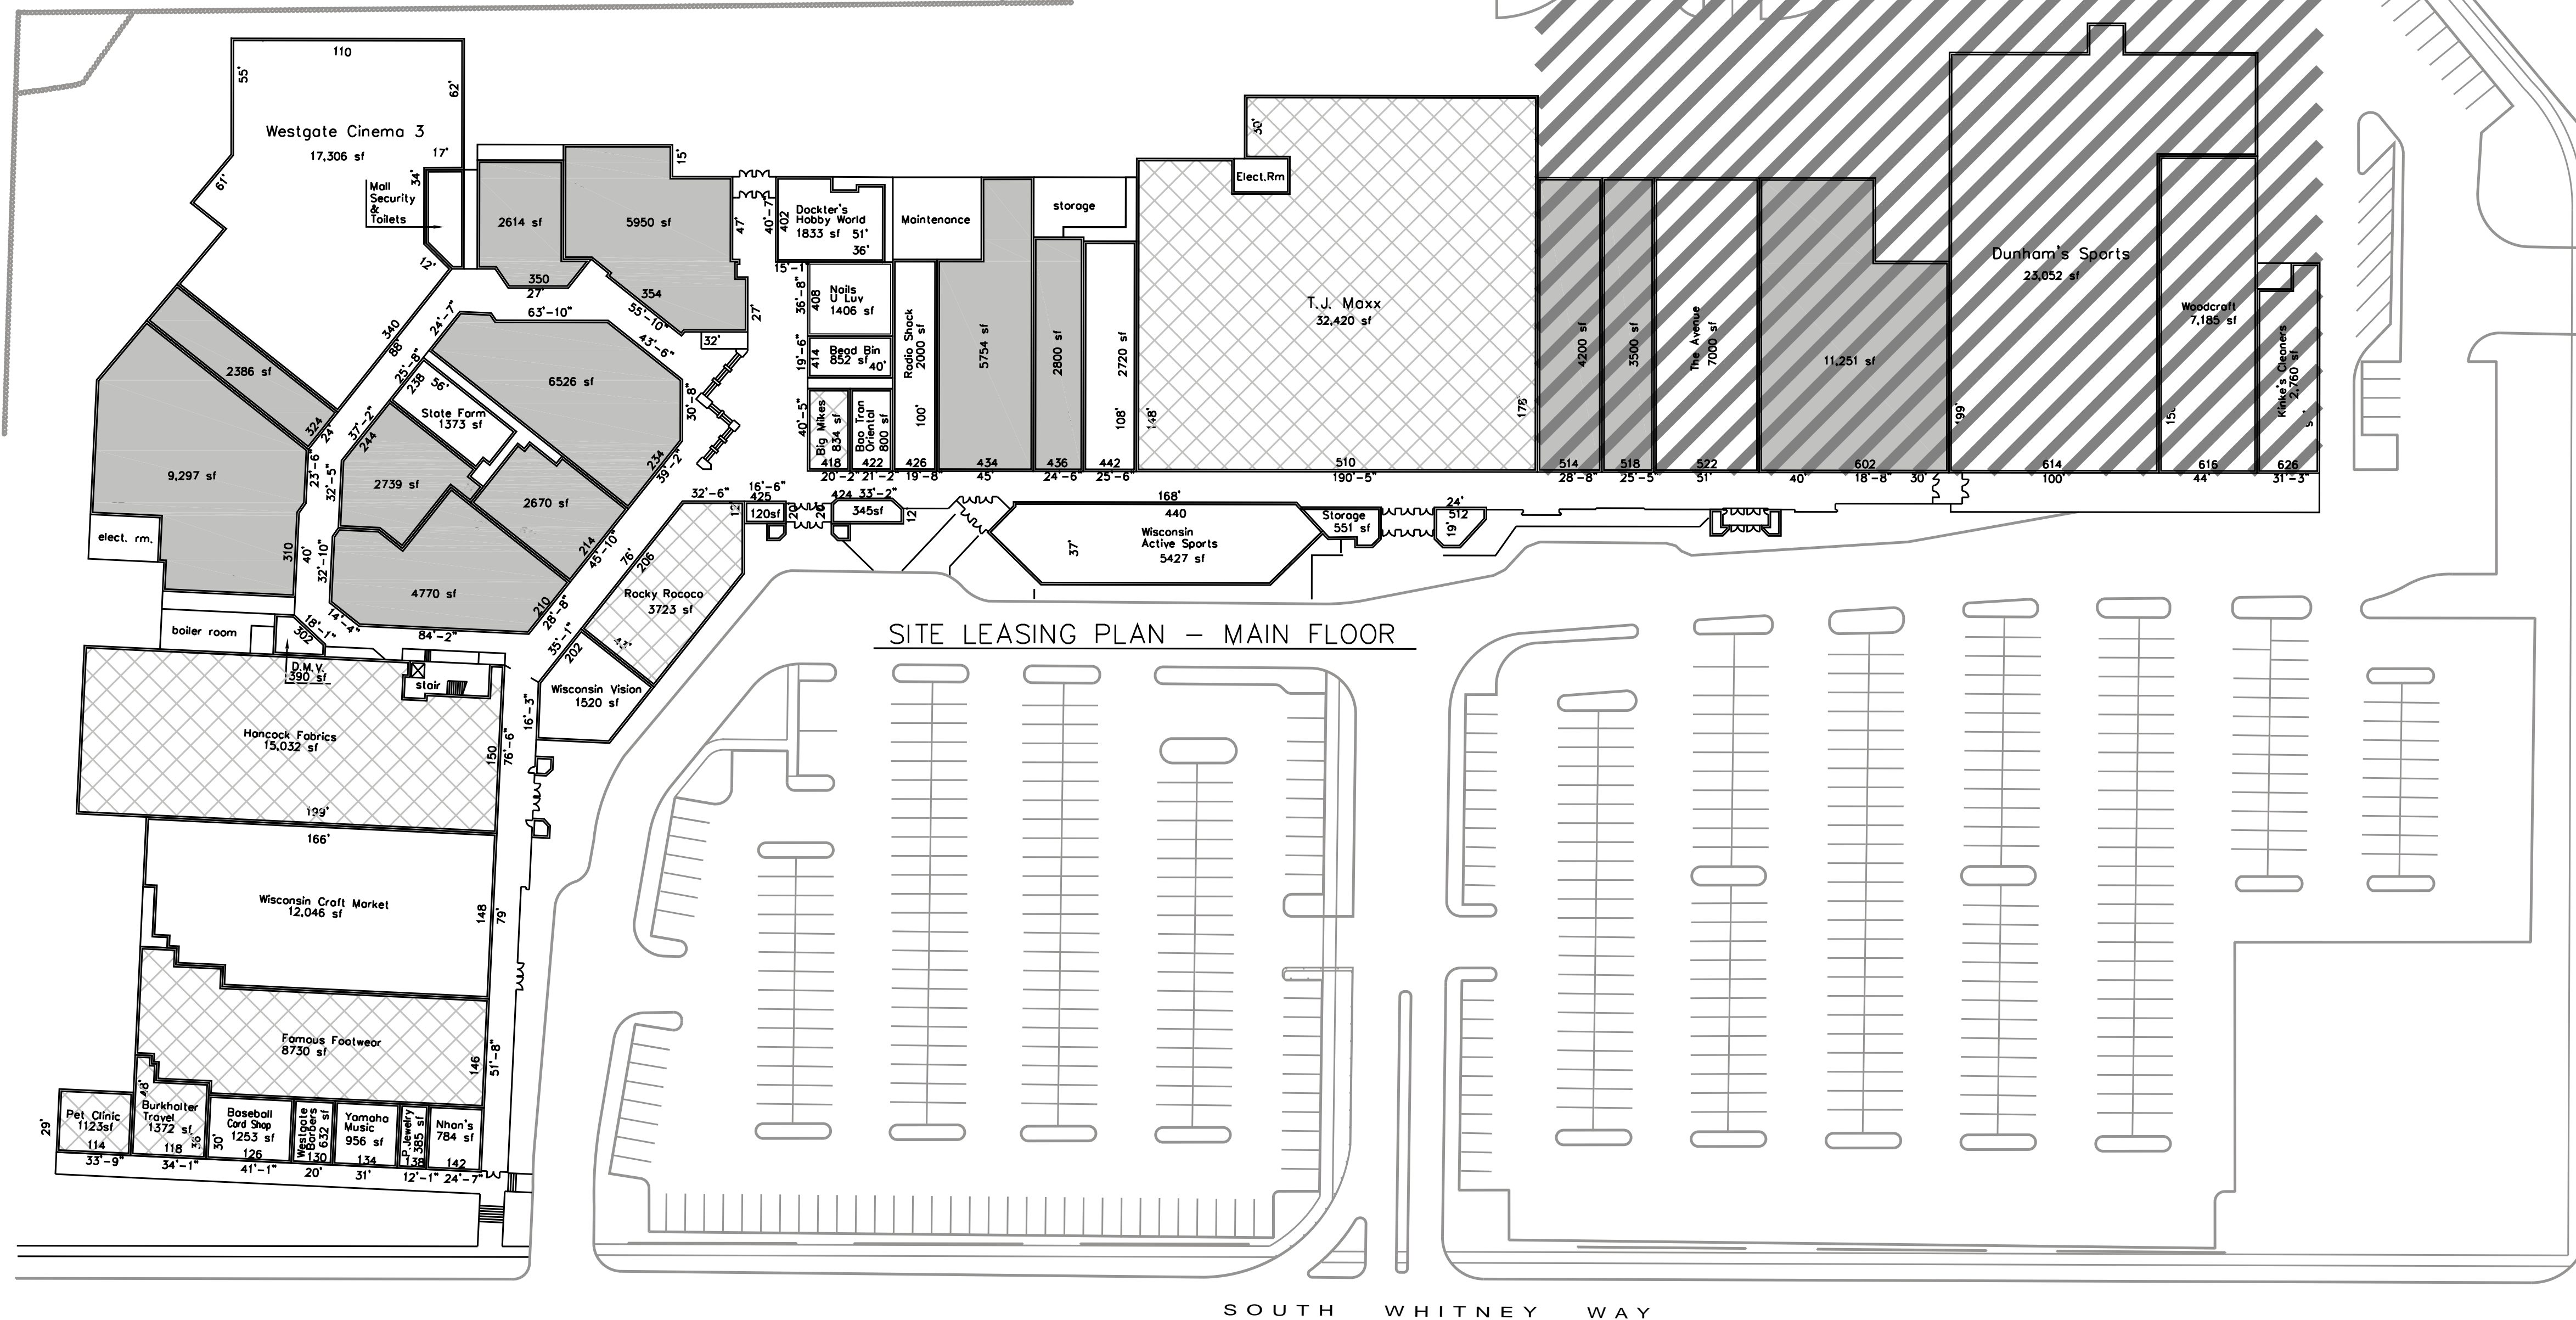 110
55'
62'
Westgate Cinema 3
17,306 sf
17'
34'
61'
Mall
Security
&
Toilets
12'
340
88'
2614 sf
350
27'
5950 sf
15'
47'
354
55'-10"
27'
32'
24'-7"
63'-10"
43'-6"
6526 sf
30'-8"
234
39'-2"
25'-8"
238
56'
State Farm
1373 sf
37'-2"
244
2739 sf
32'-5"
2670 sf
214
45'-10"
2386 sf
324
24'
9,297 sf
23'-6"
310
40'
elect. rm.
32'-10"
4770 sf
210
28'-8"
14'-4"
84'-2"
18'-1"
302
boiler room
D.M.V.
390 sf
stair
35'-1"
202
Wisconsin Vision
1520 sf
16'-3"
32'-6"
76'
206
Rocky Rococo
3723 sf
12'
Hancock Fabrics
15,032 sf
150
76'-6"
199'
166'
Wisconsin Craft Market
12,046 sf
148
79'
Famous Footwear
8730 sf
146
51'-8"
29'
Pet Clinic
1123sf
114
33'-9"
48'
Burkhalter
Travel
1372 sf
36'
118
34'-1"
30'
Baseball
Card Shop
1253 sf
126
41'-1"
Westgate
Barbers
632 sf
130
20'
Yamaha
Music
956 sf
134
31'
P. Jewelry
385 sf
138
12'-1"
Nhan's
784 sf
142
24'-7"
40'-7"
402
Dockter's
Hobby World
1833 sf
51'
36'
15'-1"
36'-8"
408
Nails
U Luv
1406 sf
19'-6"
414
Bead Bin
852 sf
40'
40'-5"
Big Mikes
834 sf
418
20'-2"
Bao Tran
Oriental
800 sf
422
21'-2"
Maintenance
Radio Shack
2000 sf
100'
426
19'-8"
5754 sf
434
45'
storage
2800 sf
436
24'-6"
2720 sf
108'
442
25'-6"
16'-6"
425
120sf
20'
20'
424
33'-2"
345sf
12'
168'
440
Wisconsin
Active Sports
5427 sf
37'
Storage
551 sf
24'
512
19'
30'
Elect.Rm
T.J. Maxx
32,420 sf
148'
176'
510
190'-5"
4200 sf
514
28'-8"
3500 sf
518
25'-5"
The Avenue
7000 sf
522
51'
11,251 sf
602
40'
18'-8"
30'
Dunham's Sports
23,052 sf
199'
614
100'
Woodcraft
7,185 sf
616
44'
Kinke's Cleaners
2,760 sf
626
31'-3"
SITE LEASING PLAN – MAIN FLOOR
SOUTH WHITNEY WAY